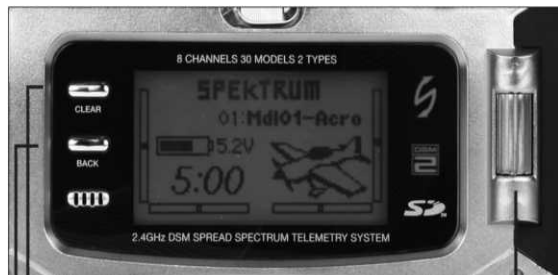 8 CHANNELS 30 MODELS 2 TYPES
SPEKTRUM
01:Mdl01-Acro
5.2V
5:00
CLEAR
BACK
DSM
2
SD
2.4GHz DSM SPREAD SPECTRUM TELEMETRY SYSTEM